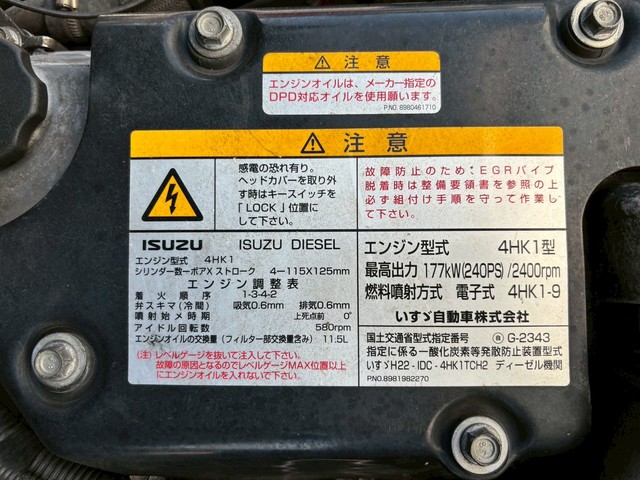 ⚠ 注意
エンジンオイルは、メーカー指定の
DPD対応オイルを使用願います。
P.NO. 8980461710
⚠ 注意
感電の恐れ有り。
ヘッドカバーを取り外
す時はキースイッチを
「LOCK」位置に
して下さい。
故障防止のため、EGRパイプ
脱着時は整備要領書を参照の上
必ず組付け手順を守って作業し
て下さい。
ISUZU ISUZU DIESEL
エンジン型式 4HK1
シリンダー数ーボアXストローク 4ー115X125mm
エンジン調整表
着火順序 1-3-4-2
弁スキマ(冷間) 吸気0.6mm 排気0.6mm
噴射始メ時期 上死点前 0°
アイドル回転数 580rpm
エンジンオイルの交換量(フィルター部交換量含み) 11.5L
(注)レベルゲージを抜いて注入して下さい。
故障の原因となるのでレベルゲージMAX位置以上
にエンジンオイルを入れないで下さい。
エンジン型式 4HK1型
最高出力 177kW(240PS)/2400rpm
燃料噴射方式 電子式 4HK1-9
いすゞ自動車株式会社
国土交通省型式指定番号 G-2343
指定に係る一酸化炭素等発散防止装置型式
いすゞH22-IDC-4HK1TCH2 ディーゼル機関
P.NO.8981982270